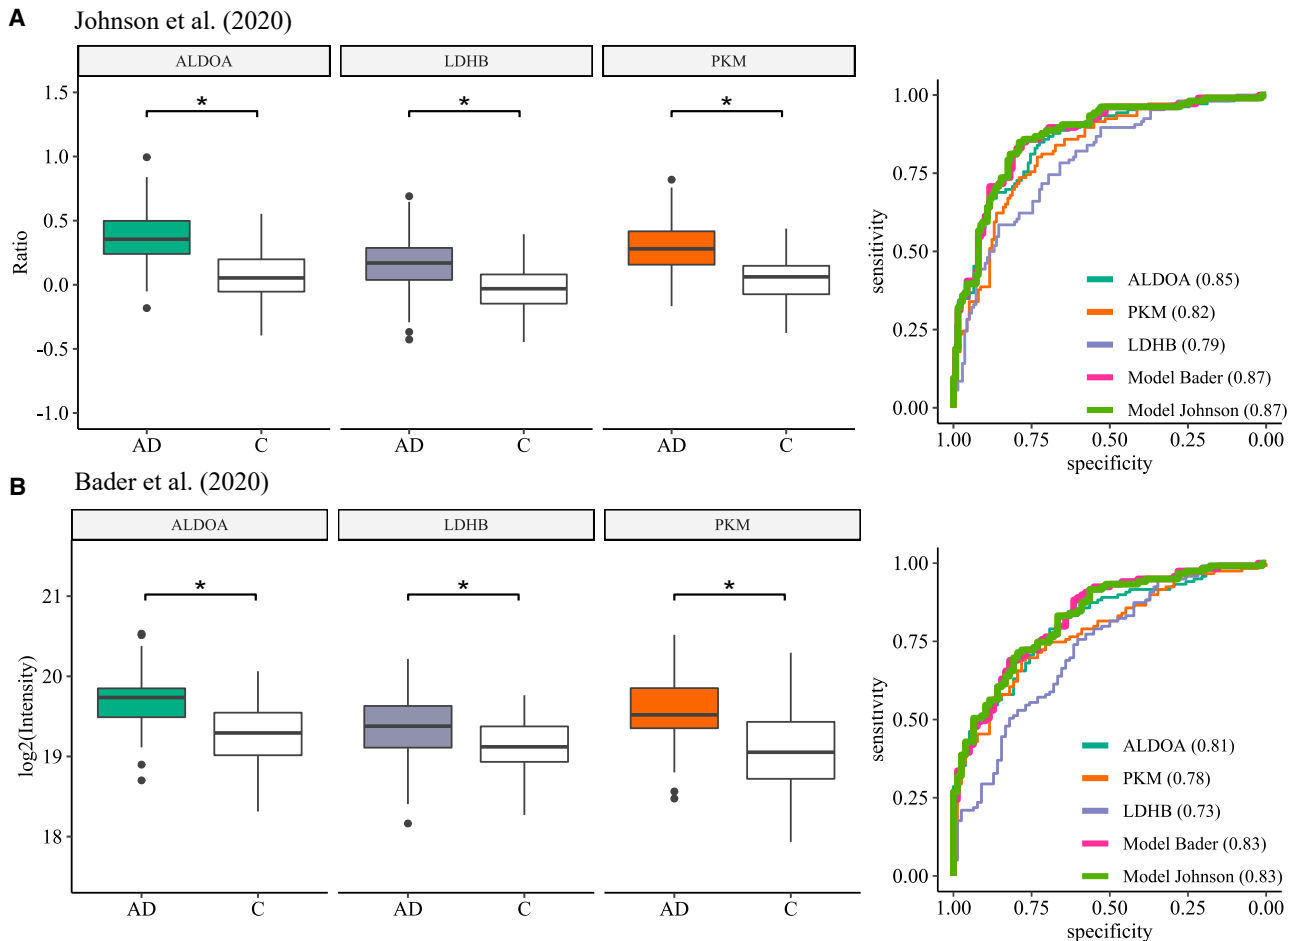 A
Johnson et al. (2020)
ALDOA
LDHB
PKM
*
*
*
Ratio
1.5
1.0
0.5
0.0
-0.5
-1.0
AD
C
AD
C
AD
C
sensitivity
1.00
0.75
0.50
0.25
0.00
ALDOA (0.85)
PKM (0.82)
LDHB (0.79)
Model Bader (0.87)
Model Johnson (0.87)
1.00 0.75 0.50 0.25 0.00
specificity
B
Bader et al. (2020)
ALDOA
LDHB
PKM
*
*
*
log2(Intensity)
21
20
19
18
AD
C
AD
C
AD
C
sensitivity
1.00
0.75
0.50
0.25
0.00
ALDOA (0.81)
PKM (0.78)
LDHB (0.73)
Model Bader (0.83)
Model Johnson (0.83)
1.00 0.75 0.50 0.25 0.00
specificity